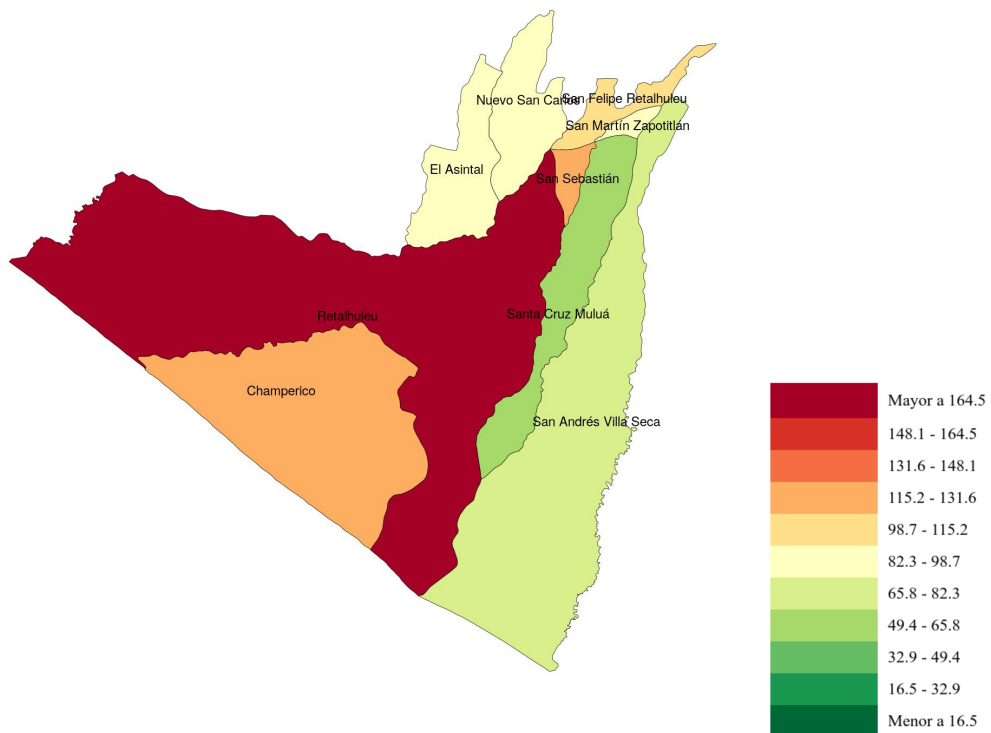 Nuevo San Carlos
San Felipe Retalhuleu
San Martín Zapotitlán
El Asintal
San Sebastián
Retalhuleu
Santa Cruz Muluá
Champerico
San Andrés Villa Seca
Mayor a 164.5
148.1 - 164.5
131.6 - 148.1
115.2 - 131.6
98.7 - 115.2
82.3 - 98.7
65.8 - 82.3
49.4 - 65.8
32.9 - 49.4
16.5 - 32.9
Menor a 16.5